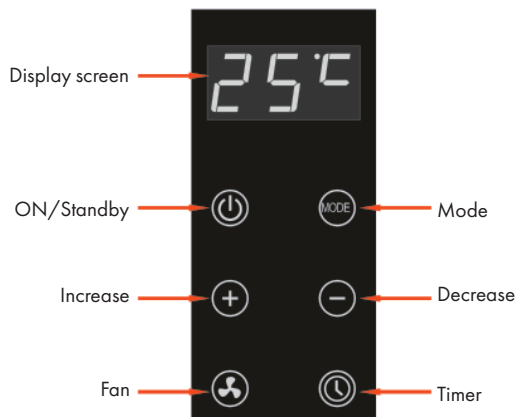 Display screen
25°C
ON/Standby
MODE
Mode
Increase
Decrease
Fan
Timer